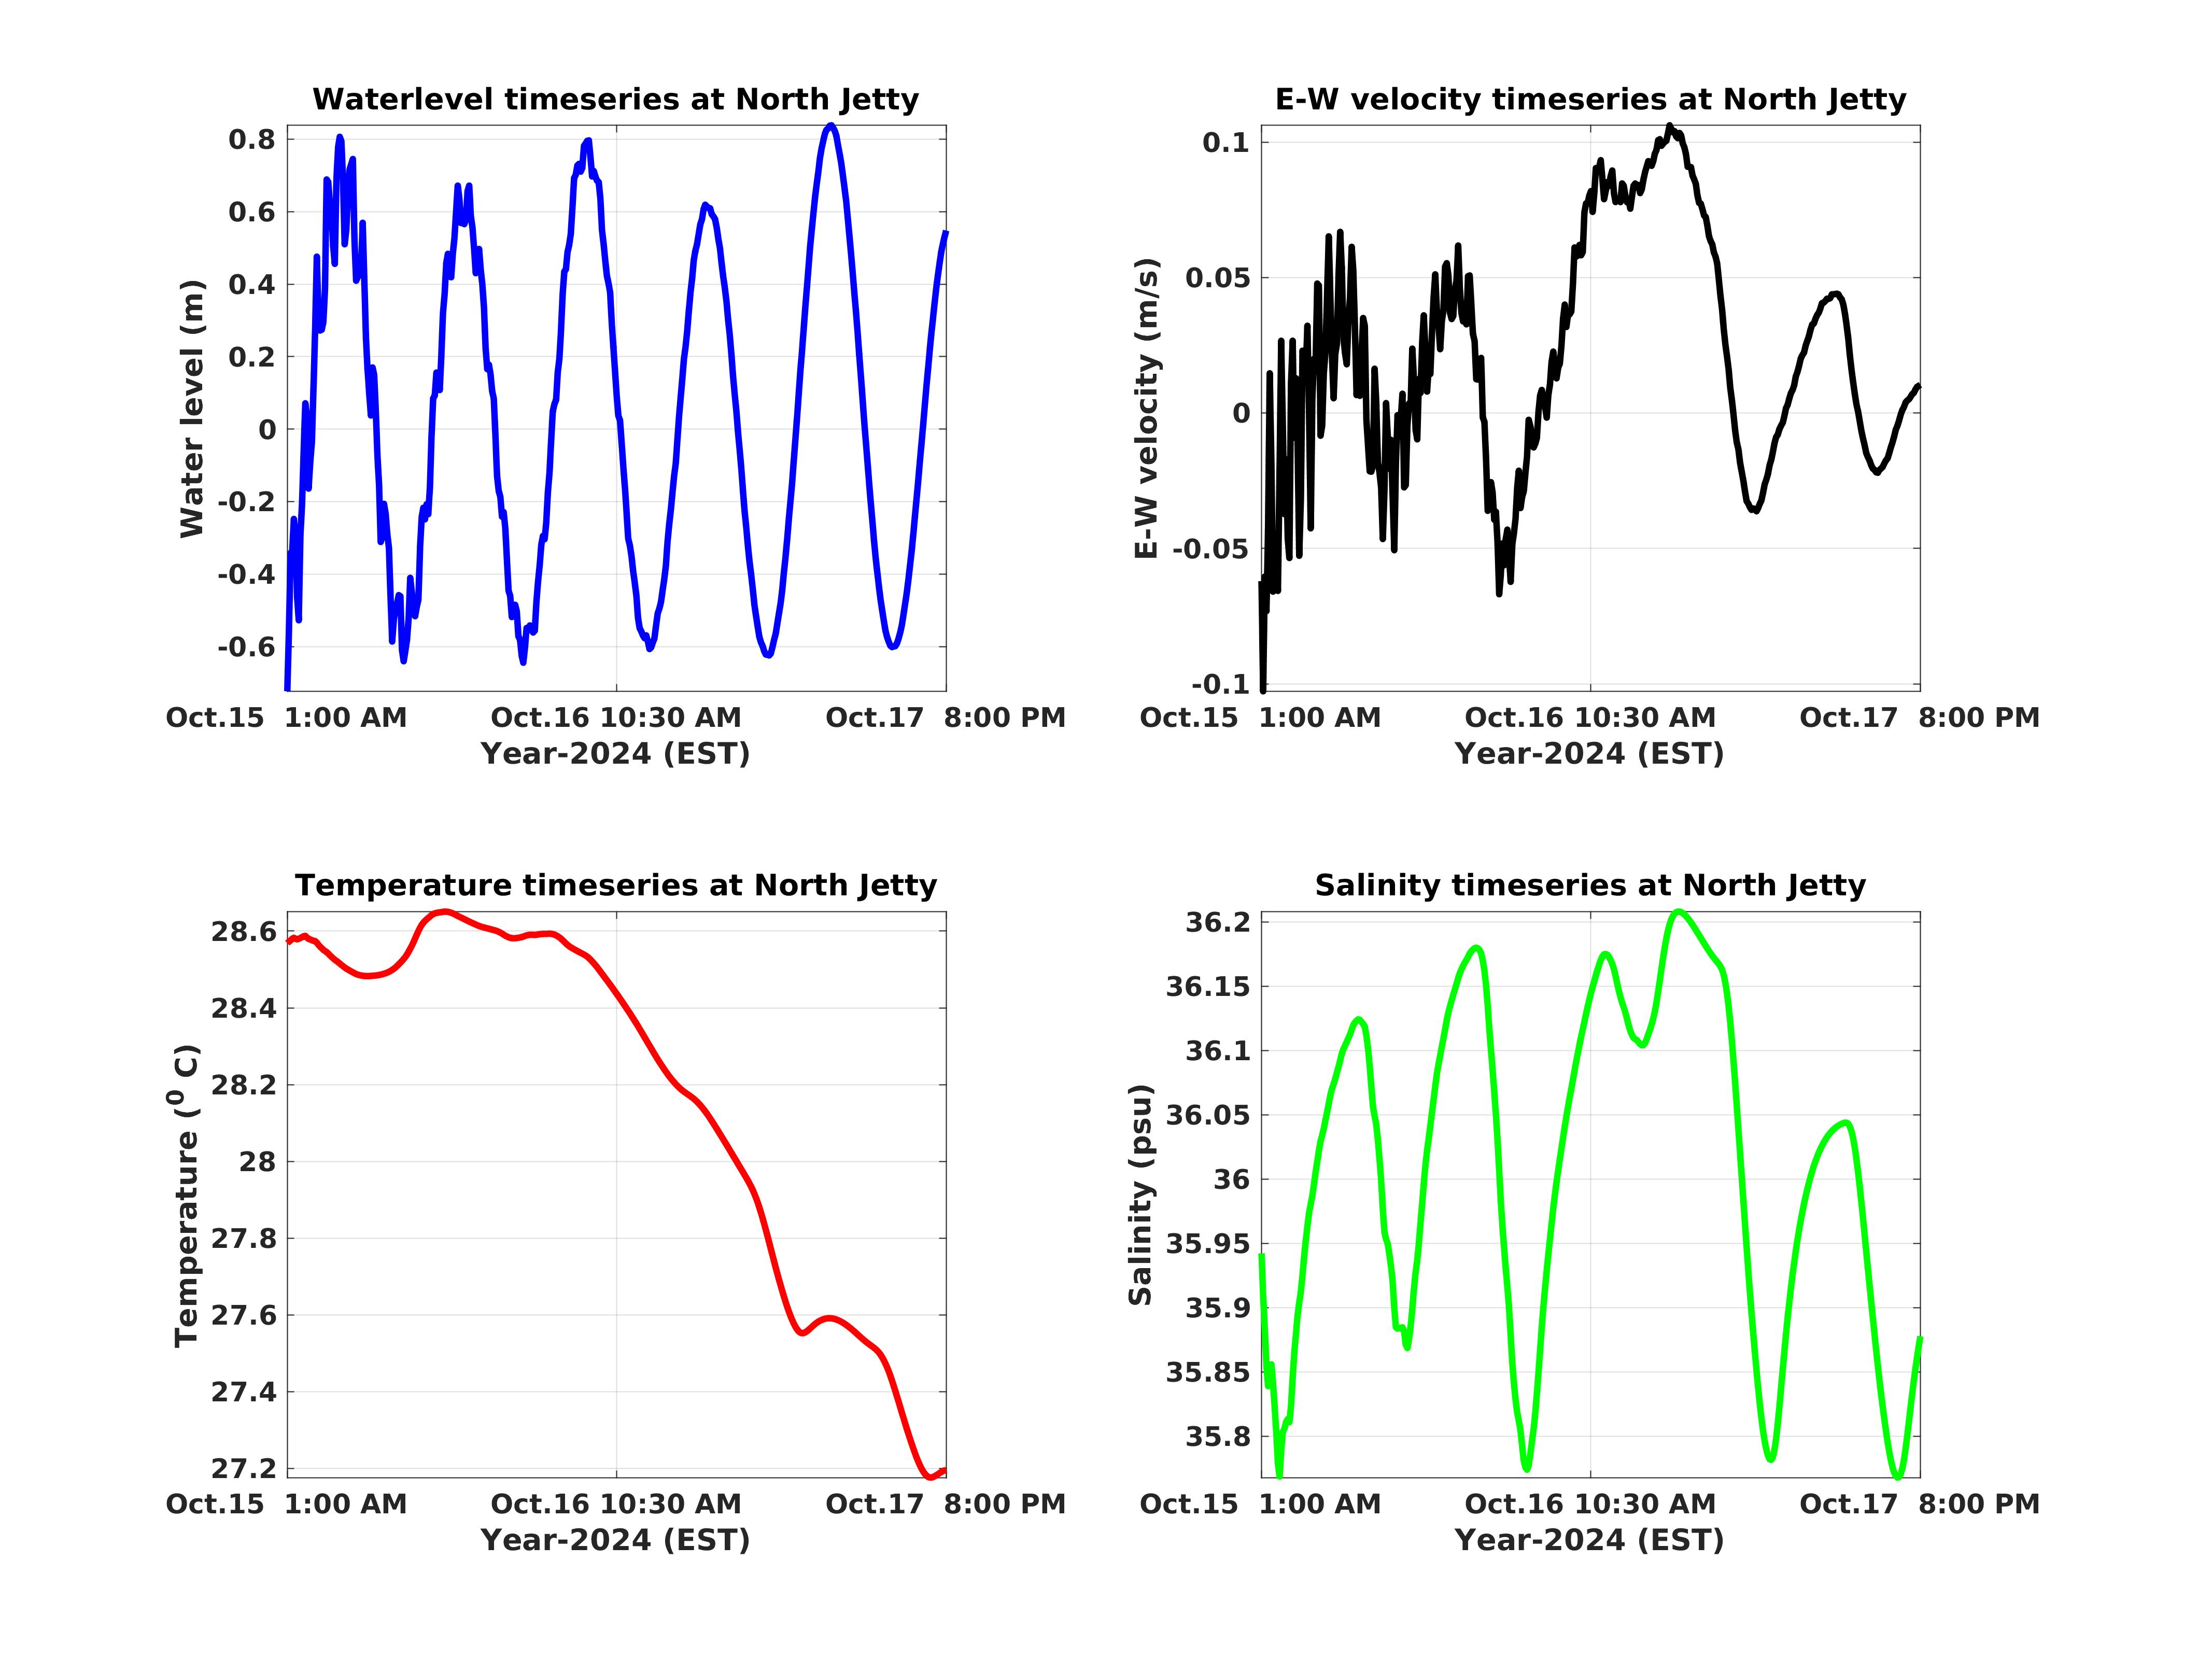 Waterlevel timeseries at North Jetty
0.8
0.6
0.4
0.2
0
-0.2
-0.4
-0.6
Water level (m)
Oct.15 1:00 AM Oct.16 10:30 AM Oct.17 8:00 PM
Year-2024 (EST)
E-W velocity timeseries at North Jetty
0.1
0.05
0
-0.05
-0.1
E-W velocity (m/s)
Oct.15 1:00 AM Oct.16 10:30 AM Oct.17 8:00 PM
Year-2024 (EST)
Temperature timeseries at North Jetty
28.6
28.4
28.2
28
27.8
27.6
27.4
27.2
Temperature (⁰ C)
Oct.15 1:00 AM Oct.16 10:30 AM Oct.17 8:00 PM
Year-2024 (EST)
Salinity timeseries at North Jetty
36.2
36.15
36.1
36.05
36
35.95
35.9
35.85
35.8
Salinity (psu)
Oct.15 1:00 AM Oct.16 10:30 AM Oct.17 8:00 PM
Year-2024 (EST)